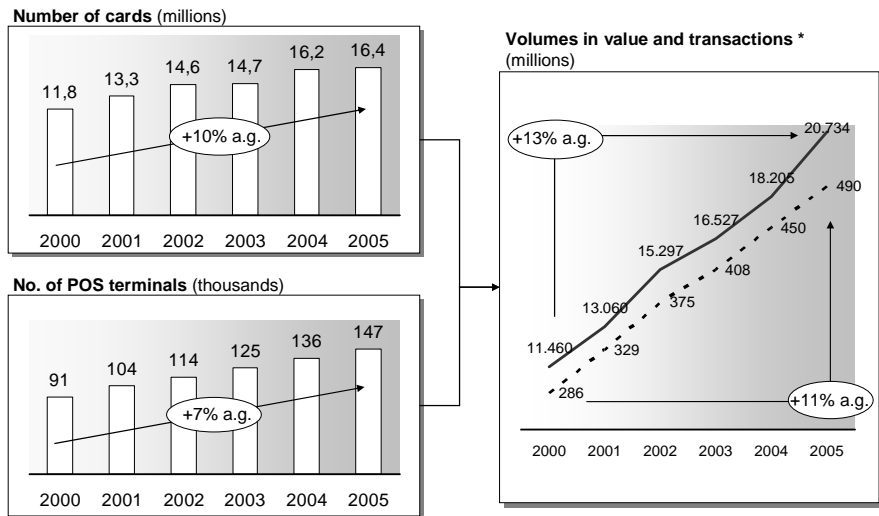 Number of cards (millions)
11,8 13,3 14,6 14,7 16,2 16,4
+10% a.g.
2000 2001 2002 2003 2004 2005
No. of POS terminals (thousands)
91 104 114 125 136 147
+7% a.g.
2000 2001 2002 2003 2004 2005
Volumes in value and transactions *
(millions)
+13% a.g.
11.460 13.060 15.297 16.527 18.205 20.734
286 329 375 408 450 490
+11% a.g.
2000 2001 2002 2003 2004 2005